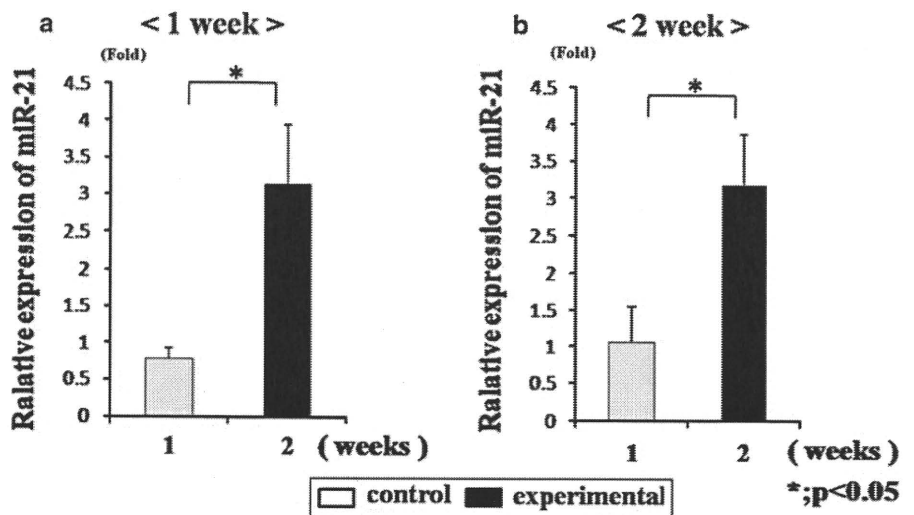 a < 1 week >
(Fold)
*
4.5
4
3.5
3
2.5
2
1.5
1
0.5
0
Ralative expression of miR-21
1 2 ( weeks )
b < 2 week >
(Fold)
*
4.5
4
3.5
3
2.5
2
1.5
1
0.5
0
Ralative expression of miR-21
1 2 ( weeks )
control experimental
*;p<0.05